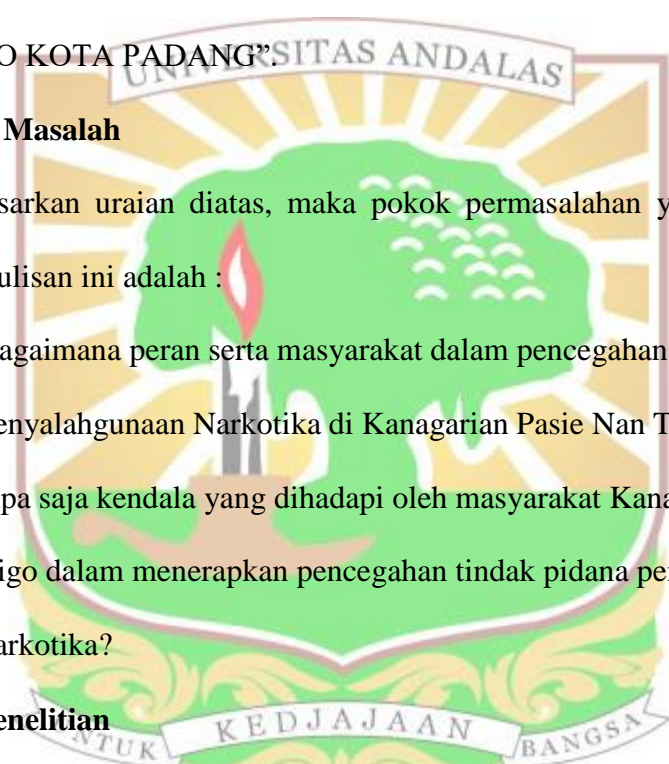 O KOTA PADANG”.
UNIVERSITAS ANDALAS
Masalah
sarkan uraian diatas, maka pokok permasalahan y
ulisan ini adalah :
agaimana peran serta masyarakat dalam pencegahan
enyalahgunaan Narkotika di Kanagarian Pasie Nan T
pa saja kendala yang dihadapi oleh masyarakat Kana
igo dalam menerapkan pencegahan tindak pidana pe
arkotika?
enelitian
NTUK KEDJAJAAN BANGSA